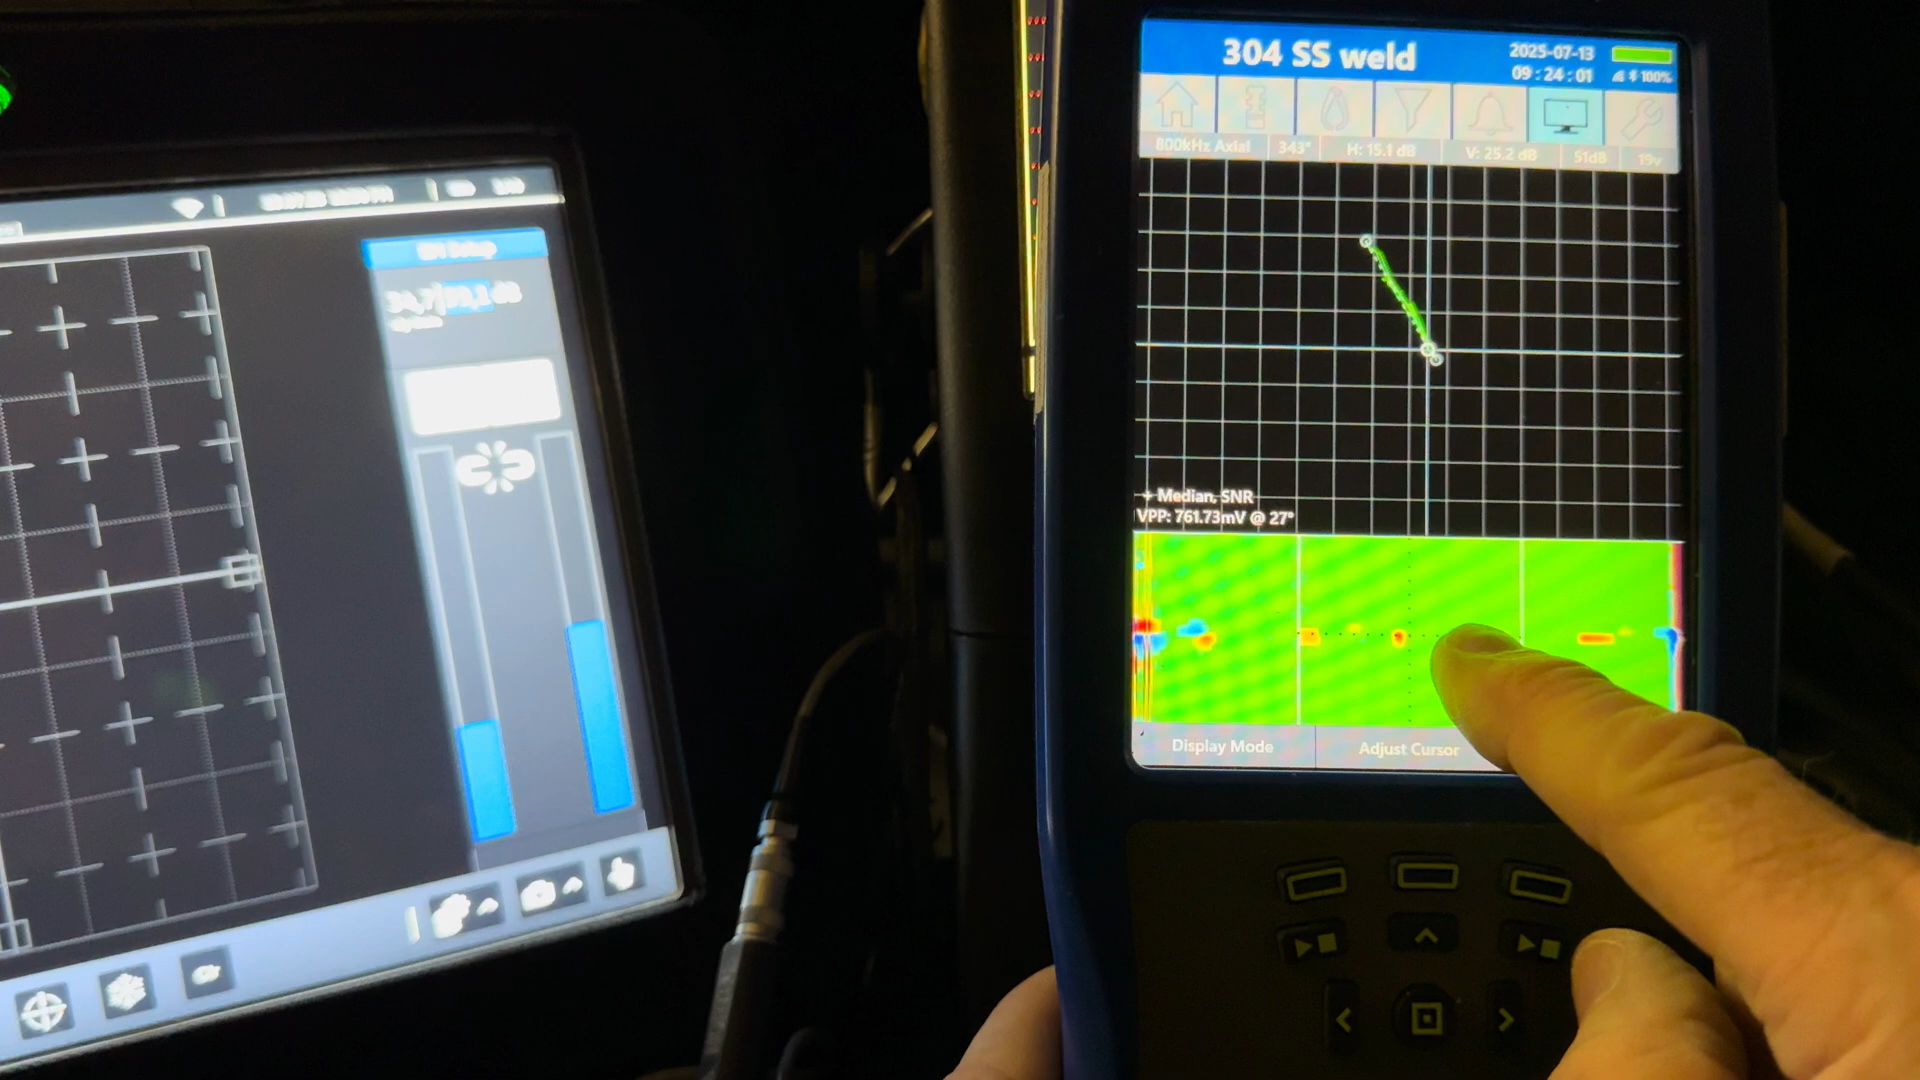 304 SS weld
2025-07-13
09:24:01
100%
800kHz Axial
343°
H: 15.1 dB
V: 25.2 dB
51dB
19v
Median, SNR
VPP: 761.73mV @ 27°
Display Mode
Adjust Cursor